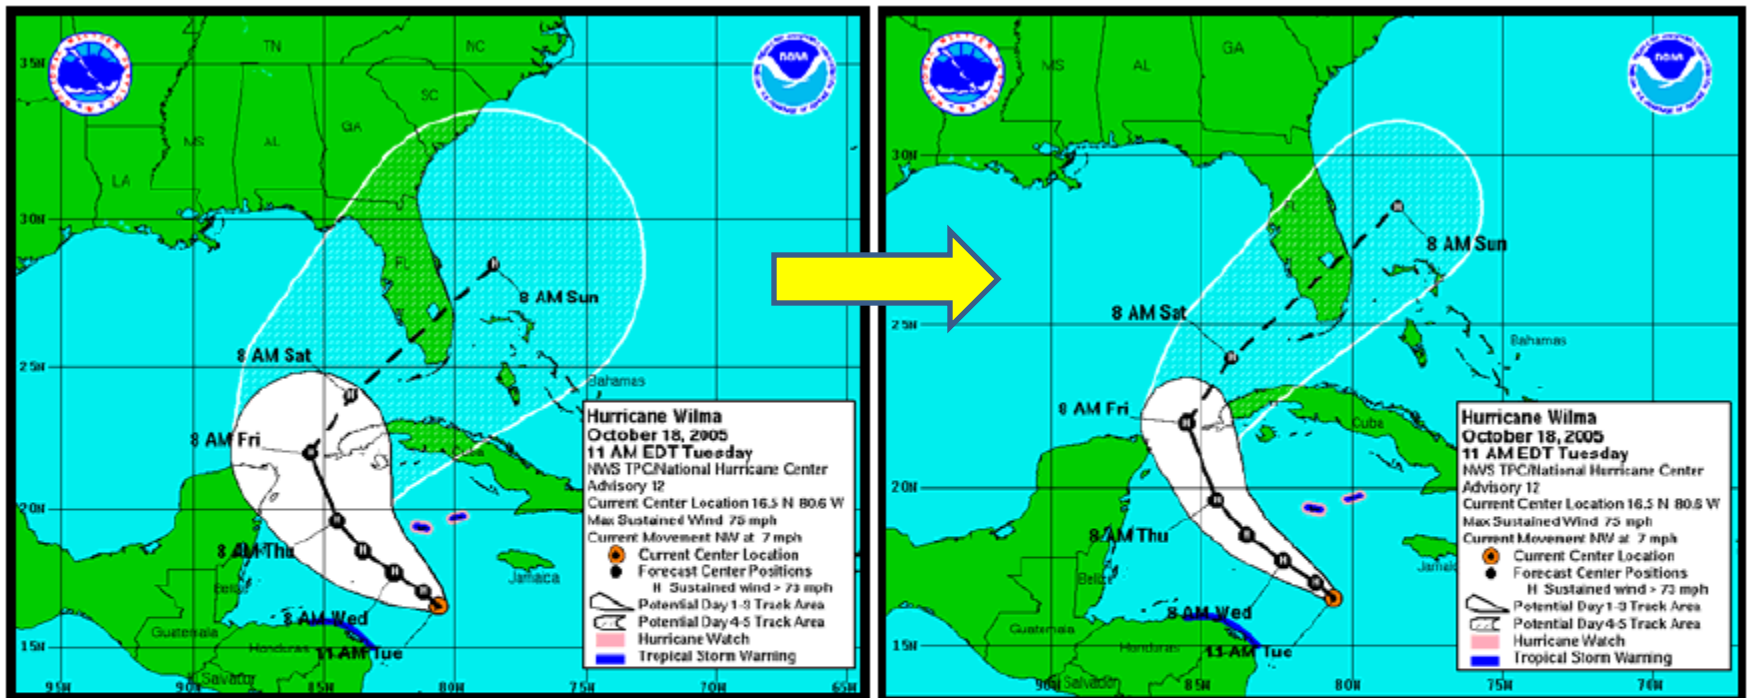 TN
NC
35N
SC
GA
MS
AL
LA
30N
FL
8 AM Sun
8 AM Sat
25N
Bahamas
8 AM Fri
Cuba
20N
8 AM Thu
Jamaica
Belize
8 AM Wed
Guatemala
Honduras
11 AM Tue
15N
El Salvador
95W
90W
85W
80W
75W
70W
65W
Hurricane Wilma
October 18, 2005
11 AM EDT Tuesday
NWS TPC/National Hurricane Center
Advisory 12
Current Center Location 16.5 N 80.6 W
Max Sustained Wind 75 mph
Current Movement NW at 7 mph
Current Center Location
Forecast Center Positions
H Sustained wind > 73 mph
Potential Day 1-3 Track Area
Potential Day 4-5 Track Area
Hurricane Watch
Tropical Storm Warning
GA
MS
AL
noaa
30N
FL
8 AM Sun
8 AM Sat
25N
Bahamas
8 AM Fri
Cuba
20N
8 AM Thu
Jamaic
Belize
8 AM Wed
Guatemala
Honduras
11 AM Tue
15N
El Salvador
90W
85W
80W
75W
70W
Hurricane Wilma
October 18, 2005
11 AM EDT Tuesday
NWS TPC/National Hurricane Center
Advisory 12
Current Center Location 16.5 N 80.6 W
Max Sustained Wind 75 mph
Current Movement NW at 7 mph
Current Center Location
Forecast Center Positions
H Sustained wind > 73 mph
Potential Day 1-3 Track Area
Potential Day 4-5 Track Area
Hurricane Watch
Tropical Storm Warning